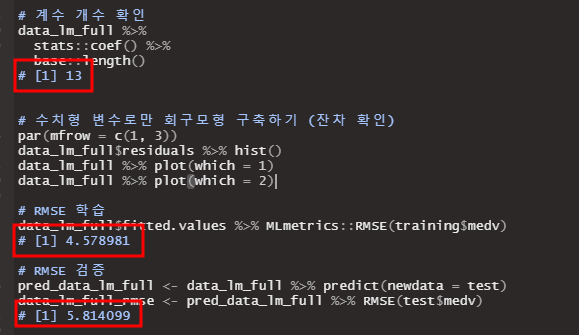 # 계수 개수 확인
data_lm_full %>%
  stats::coef() %>%
  base::length()
# [1] 13
# 수치형 변수로만 회구모형 구축하기 (잔차 확인)
par(mfrow = c(1, 3))
data_lm_full$residuals %>% hist()
data_lm_full %>% plot(which = 1)
data_lm_full %>% plot(which = 2)
# RMSE 학습
data_lm_full$fitted.values %>% MLmetrics::RMSE(training$medv)
# [1] 4.578981
# RMSE 검증
pred_data_lm_full <- data_lm_full %>% predict(newdata = test)
data_lm_full_rmse <- pred_data_lm_full %>% RMSE(test$medv)
# [1] 5.814099